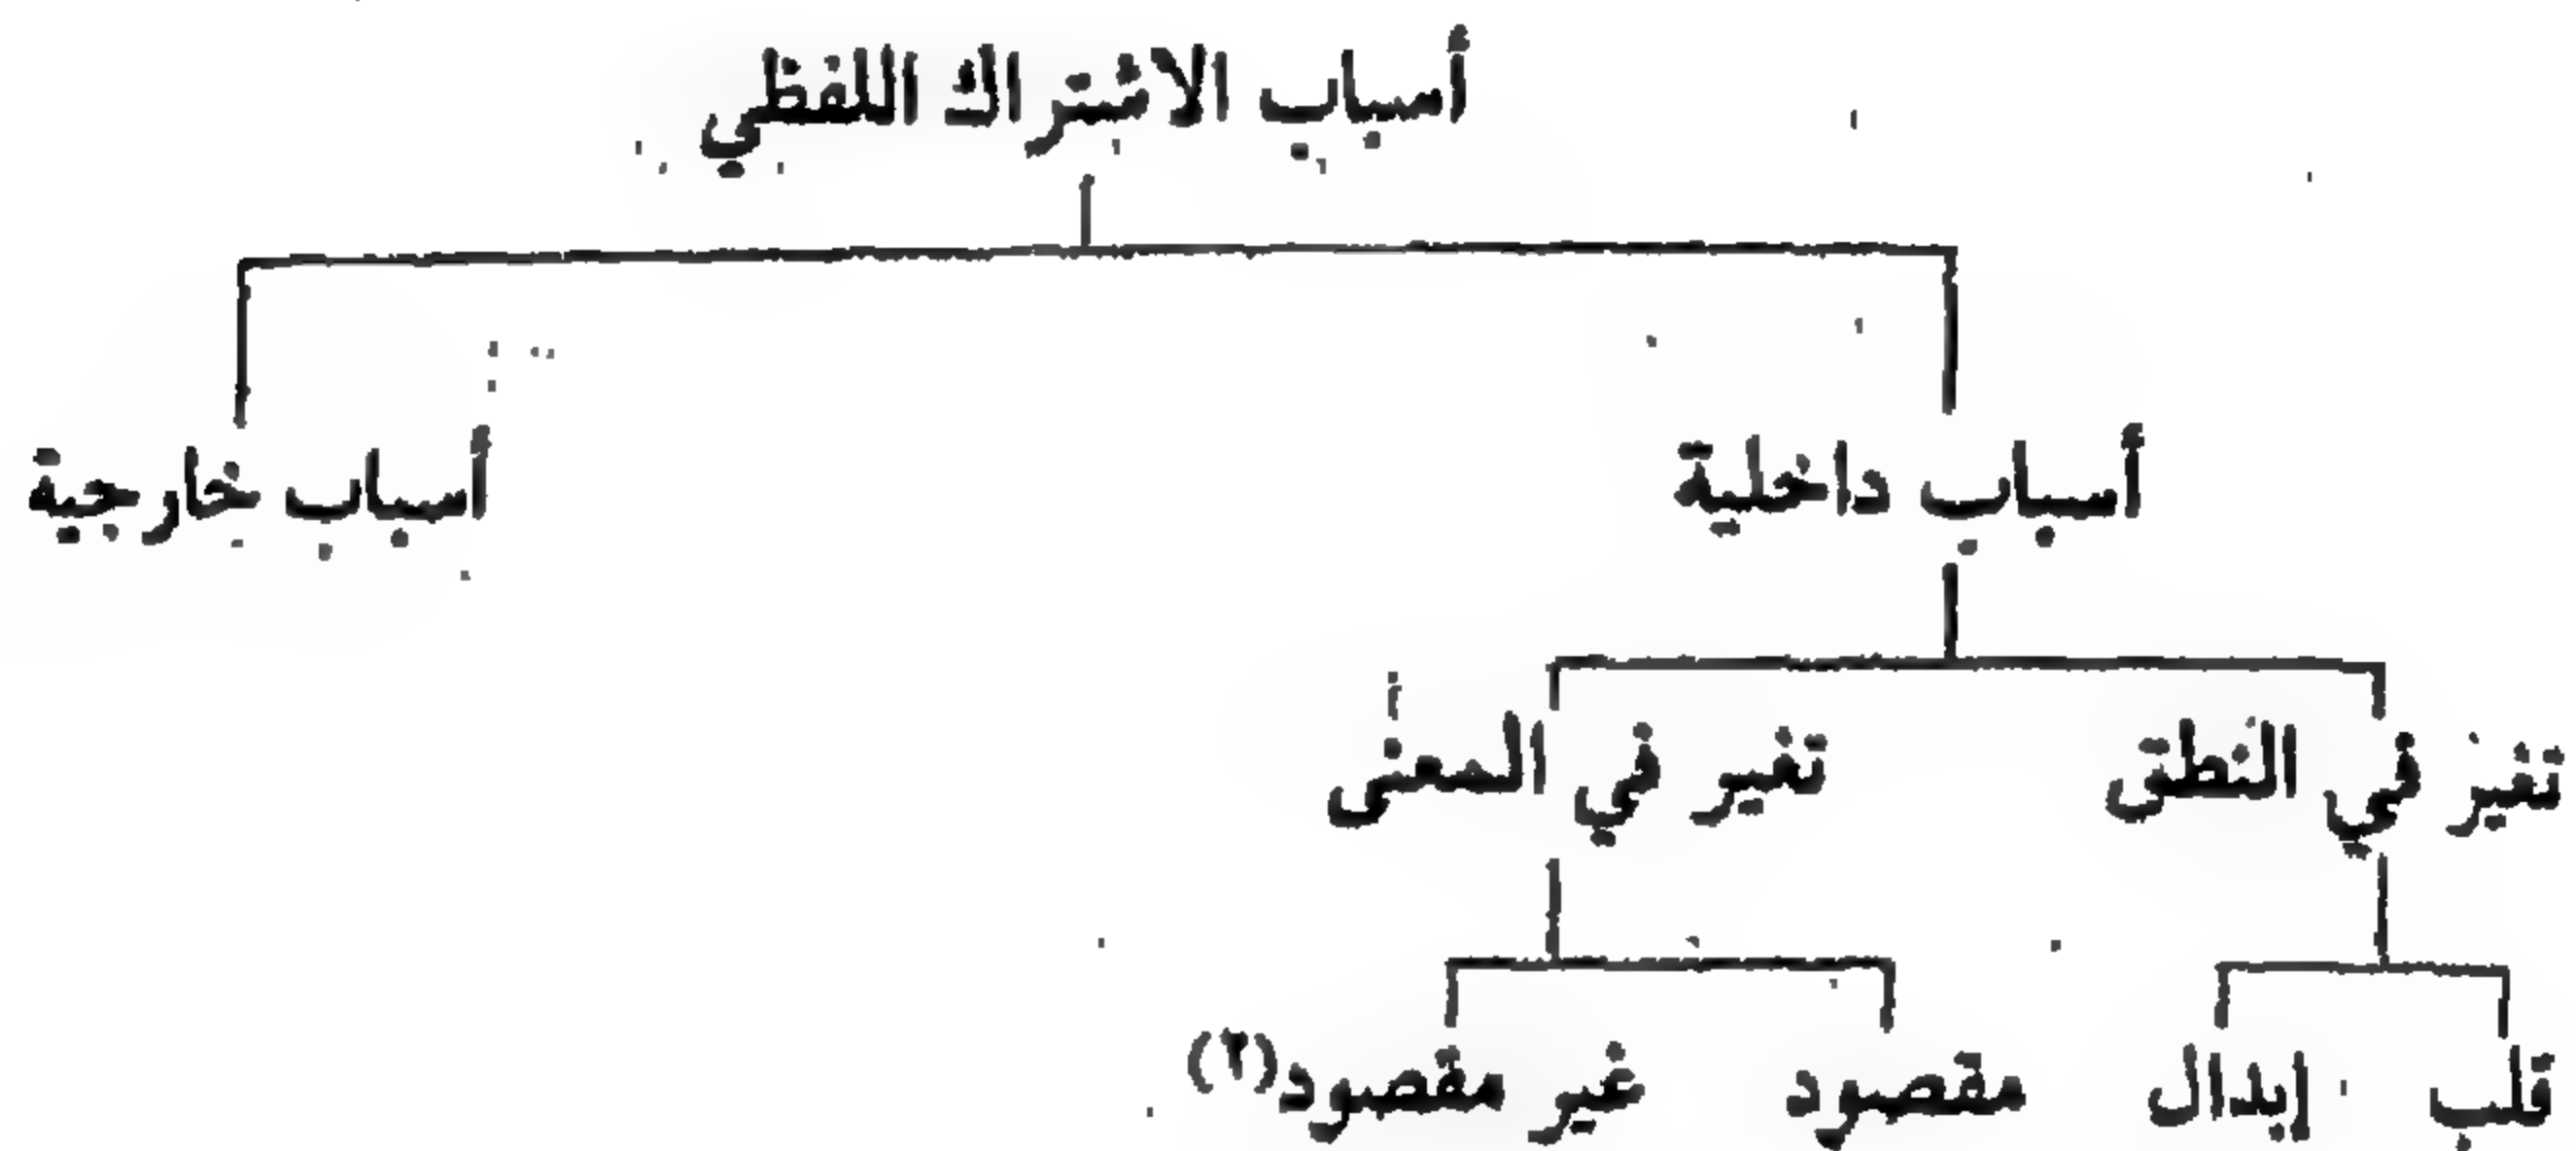 أسباب الاشتراك اللفظي
أسباب داخلية أسباب خارجية
تغير في النطق تغير في المعنى
قلب إبدال مقصود غير مقصود(٢)